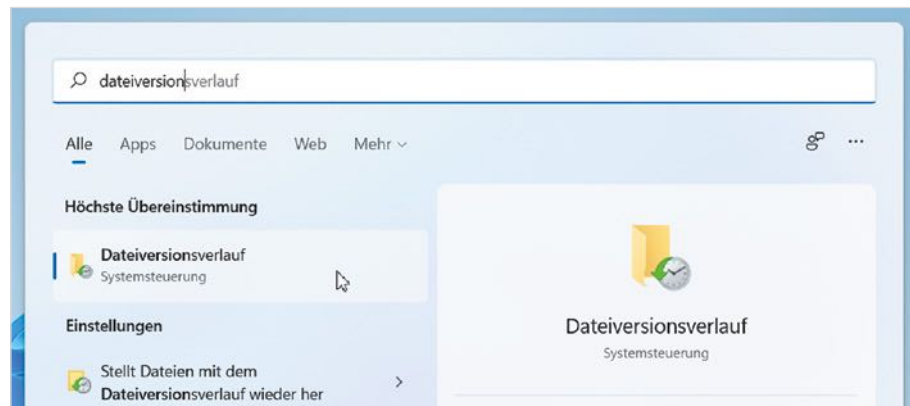 dateiversionsverlauf
Alle Apps Dokumente Web Mehr
Höchste Übereinstimmung
Dateiversionsverlauf
Systemsteuerung
Einstellungen
Stellt Dateien mit dem
Dateiversionsverlauf wieder her
Dateiversionsverlauf
Systemsteuerung